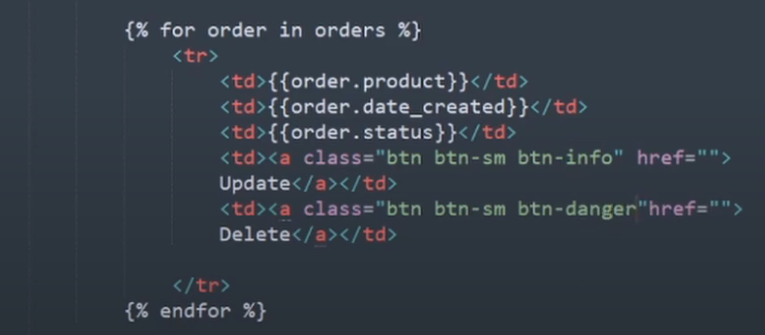 {% for order in orders %}
<tr>
<td>{{order.product}}</td>
<td>{{order.date_created}}</td>
<td>{{order.status}}</td>
<td><a class="btn btn-sm btn-info" href="">
Update</a></td>
<td><a class="btn btn-sm btn-danger"href="">
Delete</a></td>
</tr>
{% endfor %}